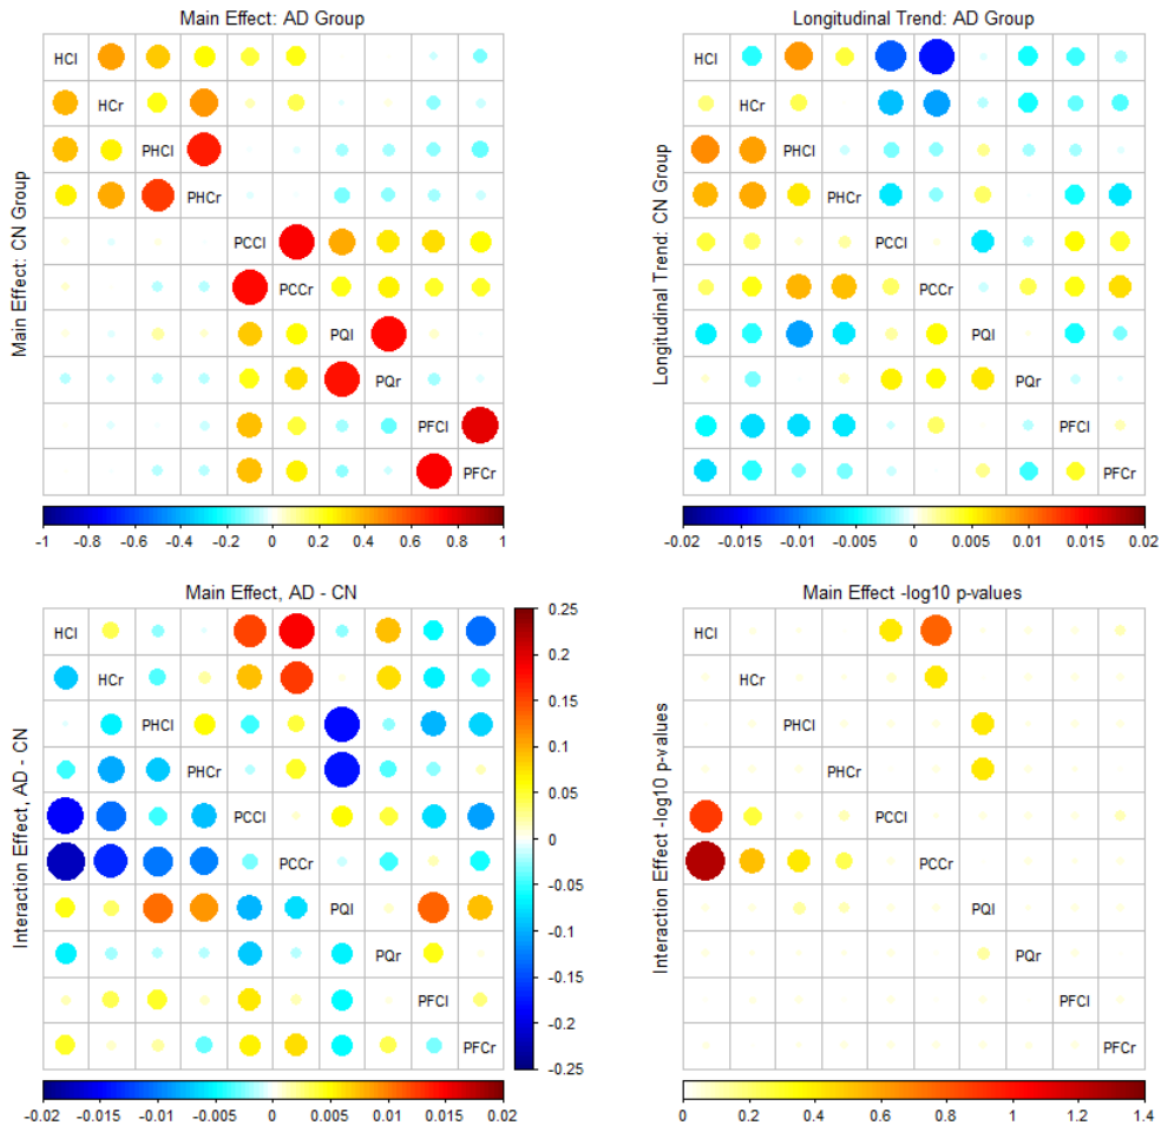 Main Effect: AD Group
Main Effect: CN Group
HCl
HCr
PHCl
PHCr
PCCl
PCCr
PQl
PQr
PFCl
PFCr
-1 -0.8 -0.6 -0.4 -0.2 0 0.2 0.4 0.6 0.8 1
Longitudinal Trend: AD Group
Longitudinal Trend: CN Group
HCl
HCr
PHCl
PHCr
PCCl
PCCr
PQl
PQr
PFCl
PFCr
-0.02 -0.015 -0.01 -0.005 0 0.005 0.01 0.015 0.02
Main Effect, AD - CN
Interaction Effect, AD - CN
HCl
HCr
PHCl
PHCr
PCCl
PCCr
PQl
PQr
PFCl
PFCr
0.25
0.2
0.15
0.1
0.05
0
-0.05
-0.1
-0.15
-0.2
-0.25
-0.02 -0.015 -0.01 -0.005 0 0.005 0.01 0.015 0.02
Main Effect -log10 p-values
Interaction Effect -log10 p-values
HCl
HCr
PHCl
PHCr
PCCl
PCCr
PQl
PQr
PFCl
PFCr
0 0.2 0.4 0.6 0.8 1 1.2 1.4